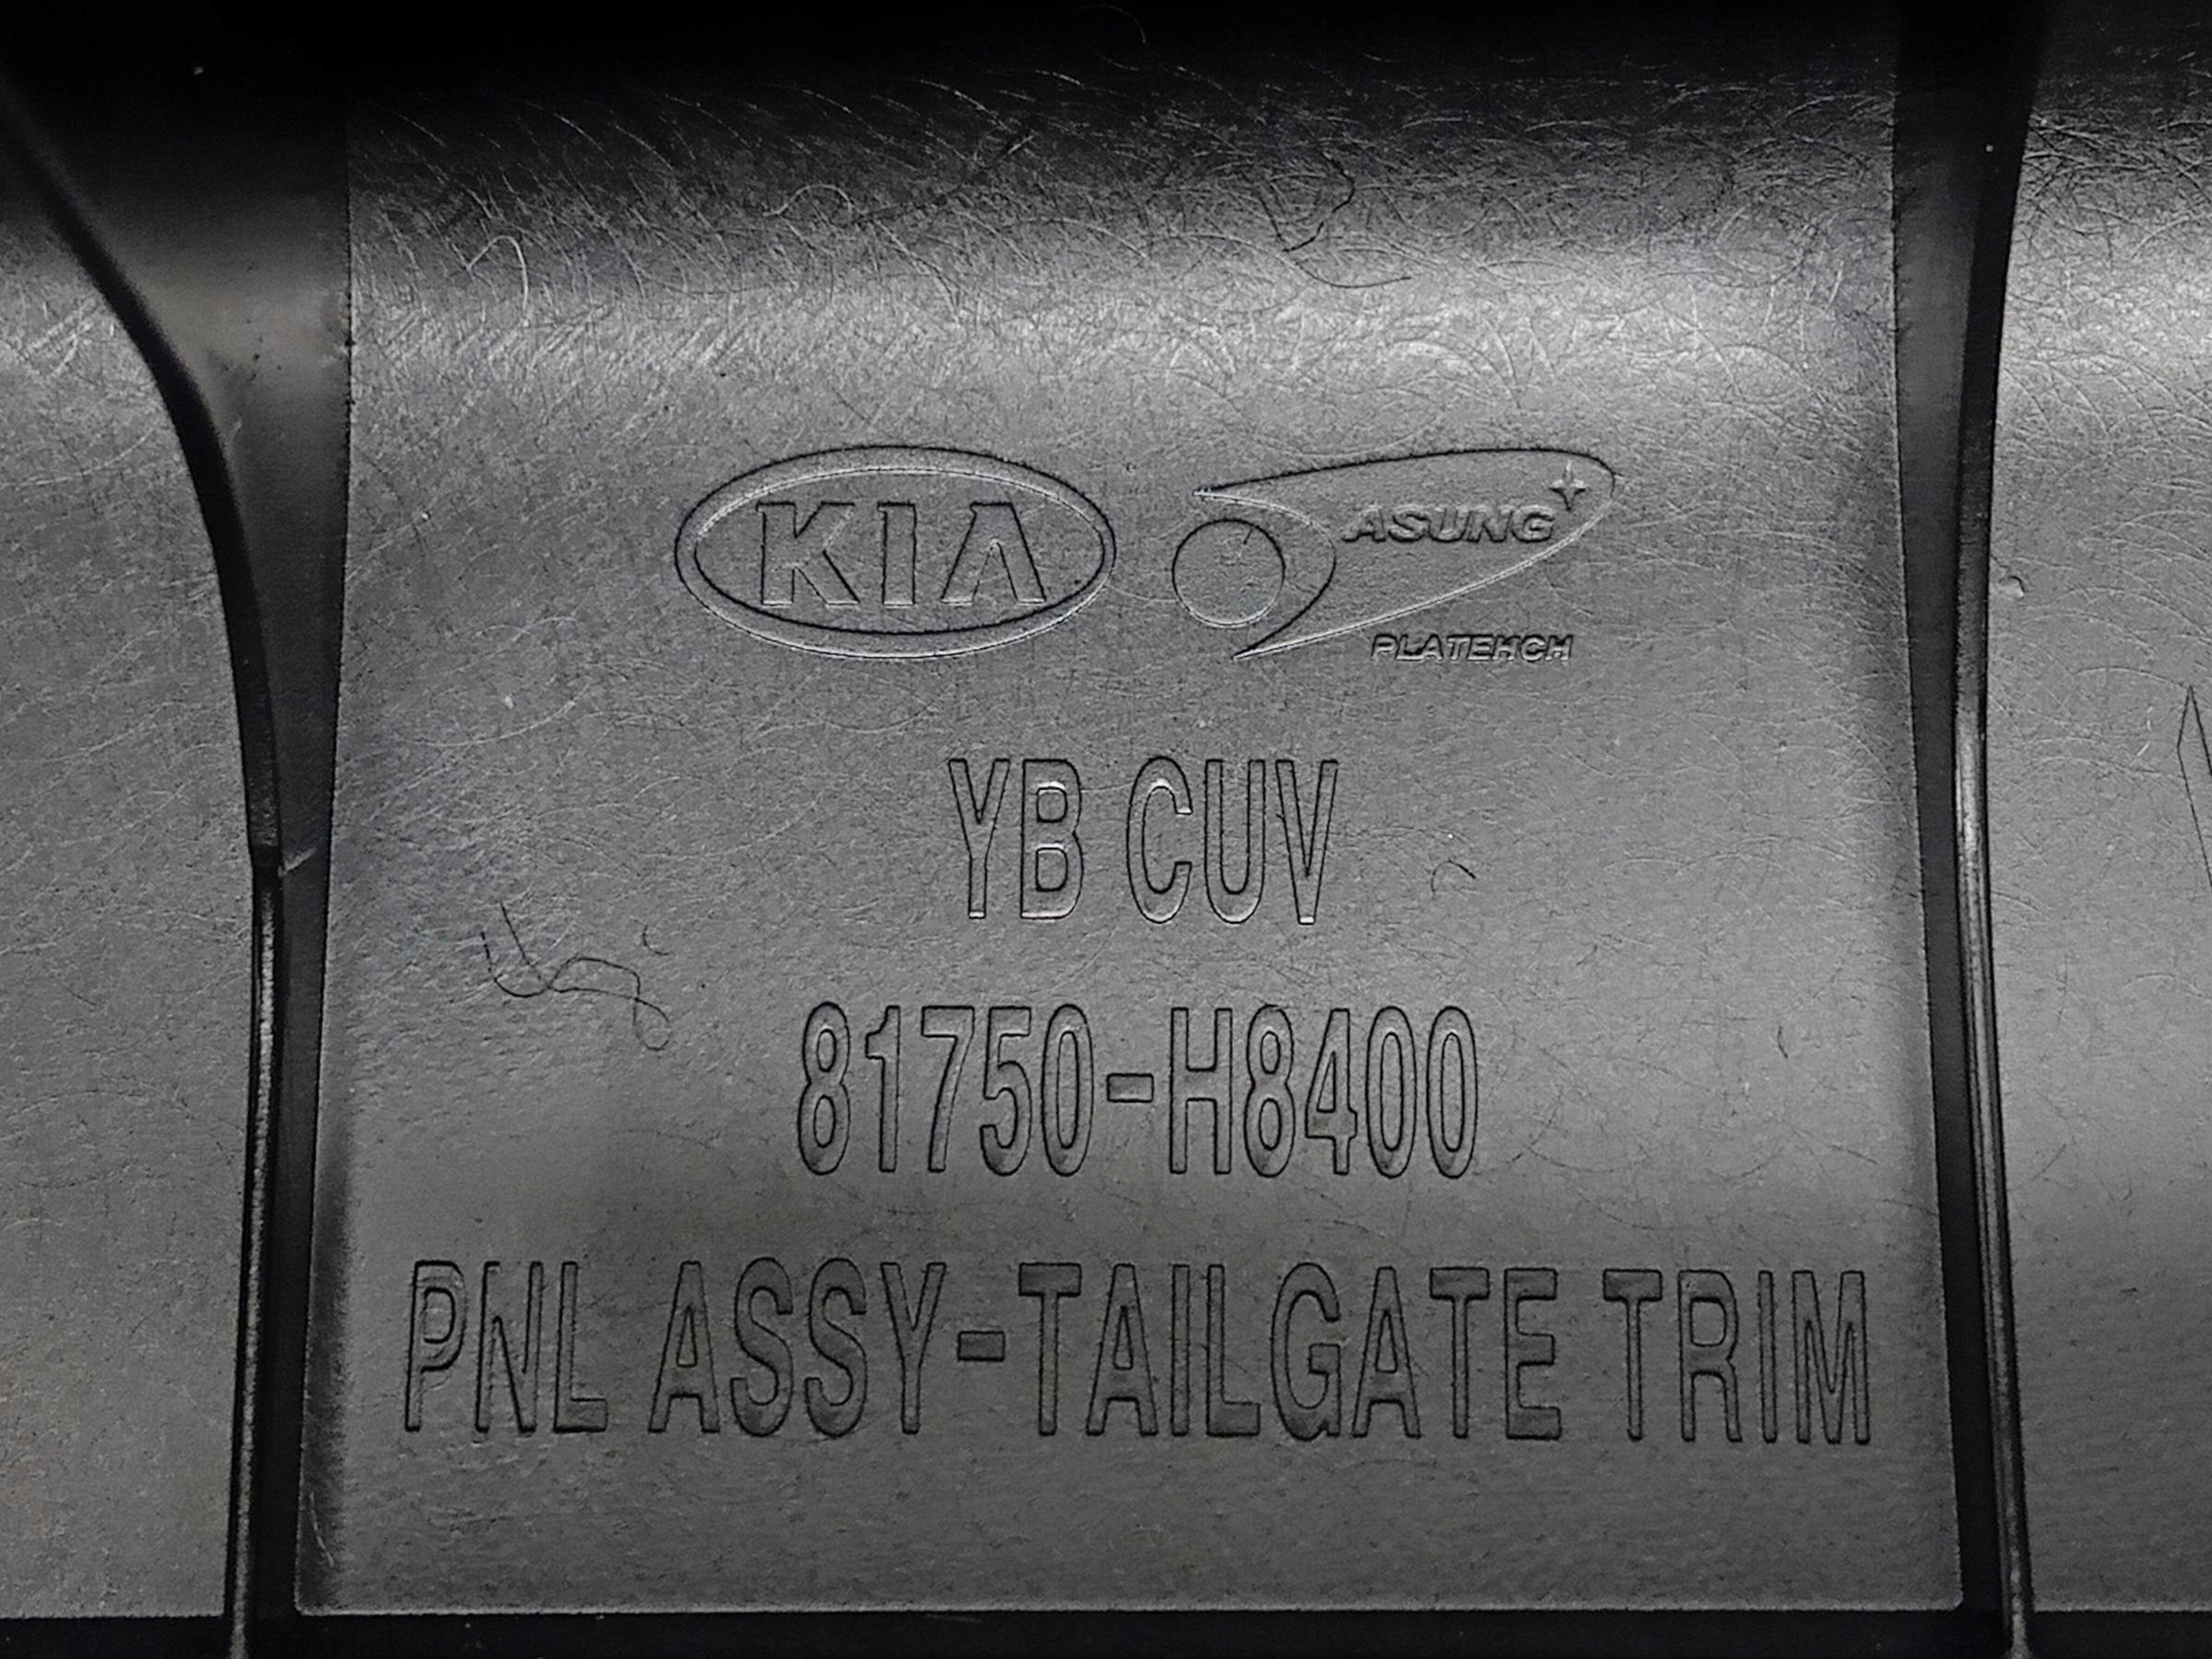 KIA
ASUNG
PLATEHCH
YB CUV
81750-H8400
PNL ASSY-TAILGATE TRIM